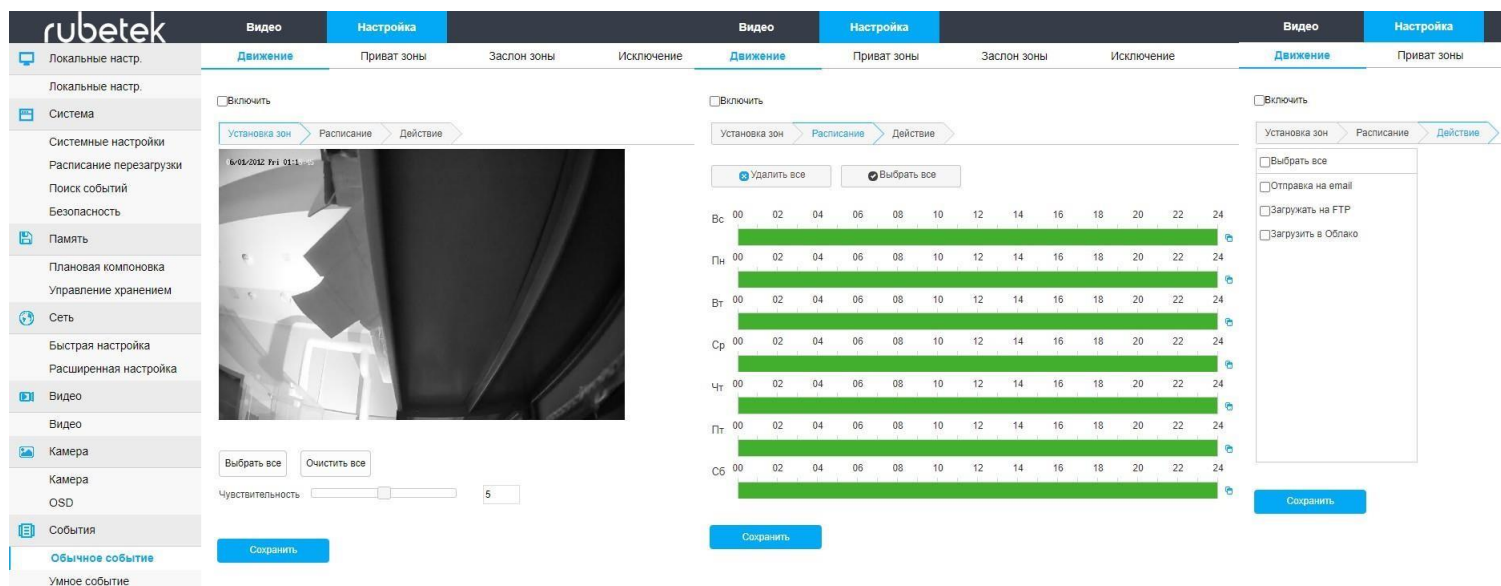 rubetek
Локальные настр.
Локальные настр.
Система
Системные настройки
Расписание перезагрузки
Поиск событий
Безопасность
Память
Плановая компоновка
Управление хранением
Сеть
Быстрая настройка
Расширенная настройка
Видео
Видео
Камера
Камера
OSD
События
Обычное событие
Умное событие
Видео Настройка
Движение Приват зоны Заслон зоны Исключение
Включить
Установка зон Расписание Действие
Выбрать все Очистить все
Чувствительность 5
Сохранить
Видео Настройка
Движение Приват зоны Заслон зоны Исключение
Включить
Установка зон Расписание Действие
Удалить все Выбрать все
Вс 00 02 04 06 08 10 12 14 16 18 20 22 24
Пн 00 02 04 06 08 10 12 14 16 18 20 22 24
Вт 00 02 04 06 08 10 12 14 16 18 20 22 24
Ср 00 02 04 06 08 10 12 14 16 18 20 22 24
Чт 00 02 04 06 08 10 12 14 16 18 20 22 24
Пт 00 02 04 06 08 10 12 14 16 18 20 22 24
Сб 00 02 04 06 08 10 12 14 16 18 20 22 24
Сохранить
Видео Настройка
Движение Приват зоны
Включить
Установка зон Расписание Действие
Выбрать все
Отправка на email
Загружать на FTP
Загрузить в Облако
Сохранить